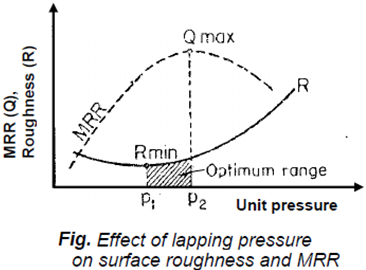 MRR (Q),
Roughness (R)
Q max
MRR
R
R min
Optimum range
p₁
p₂
Unit pressure
Fig. Effect of lapping pressure
on surface roughness and MRR